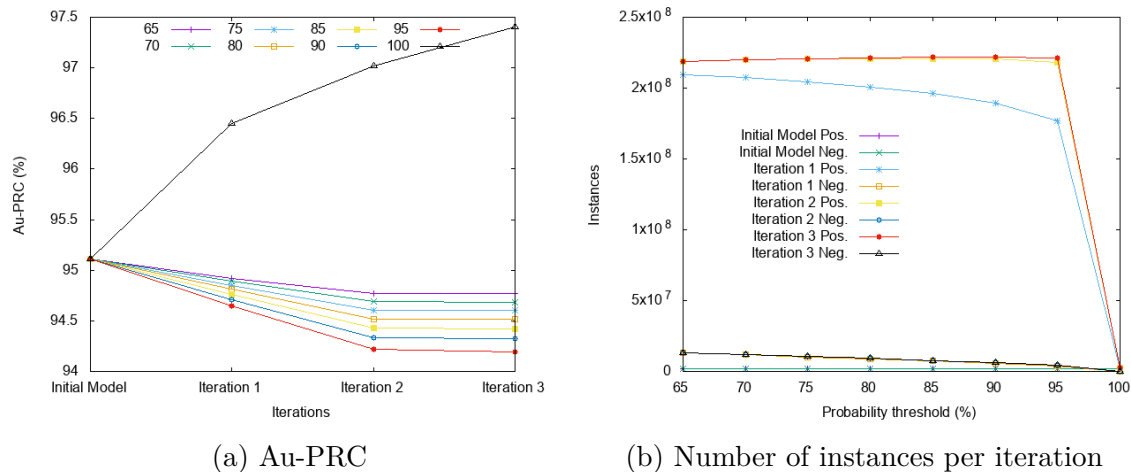 97.5
97
96.5
96
95.5
95
94.5
94
Au-PRC (%)
65 75 85 95
70 80 90 100
Initial Model Iteration 1 Iteration 2 Iteration 3
Iterations
(a) Au-PRC
2.5x10^8
2x10^8
1.5x10^8
1x10^8
5x10^7
0
Instances
Initial Model Pos.
Initial Model Neg.
Iteration 1 Pos.
Iteration 1 Neg.
Iteration 2 Pos.
Iteration 2 Neg.
Iteration 3 Pos.
Iteration 3 Neg.
65 70 75 80 85 90 95 100
Probability threshold (%)
(b) Number of instances per iteration